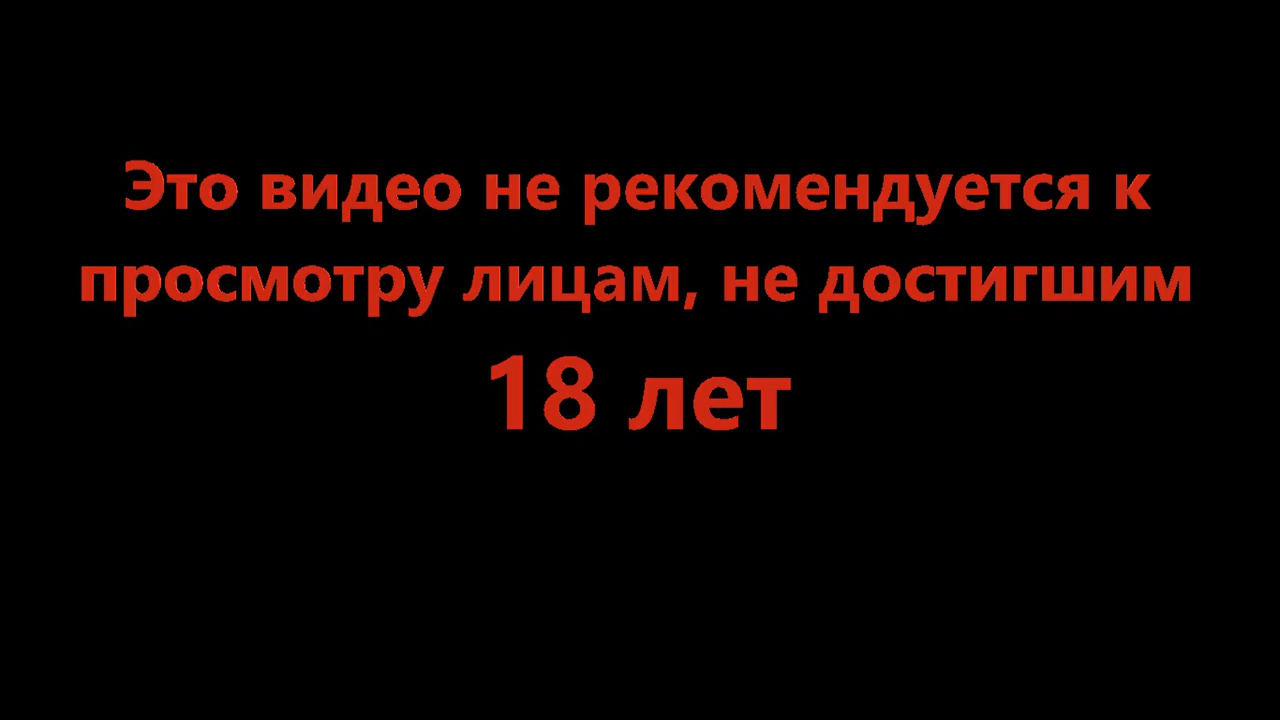 Это видео не рекомендуется к
просмотру лицам, не достигшим
18 лет